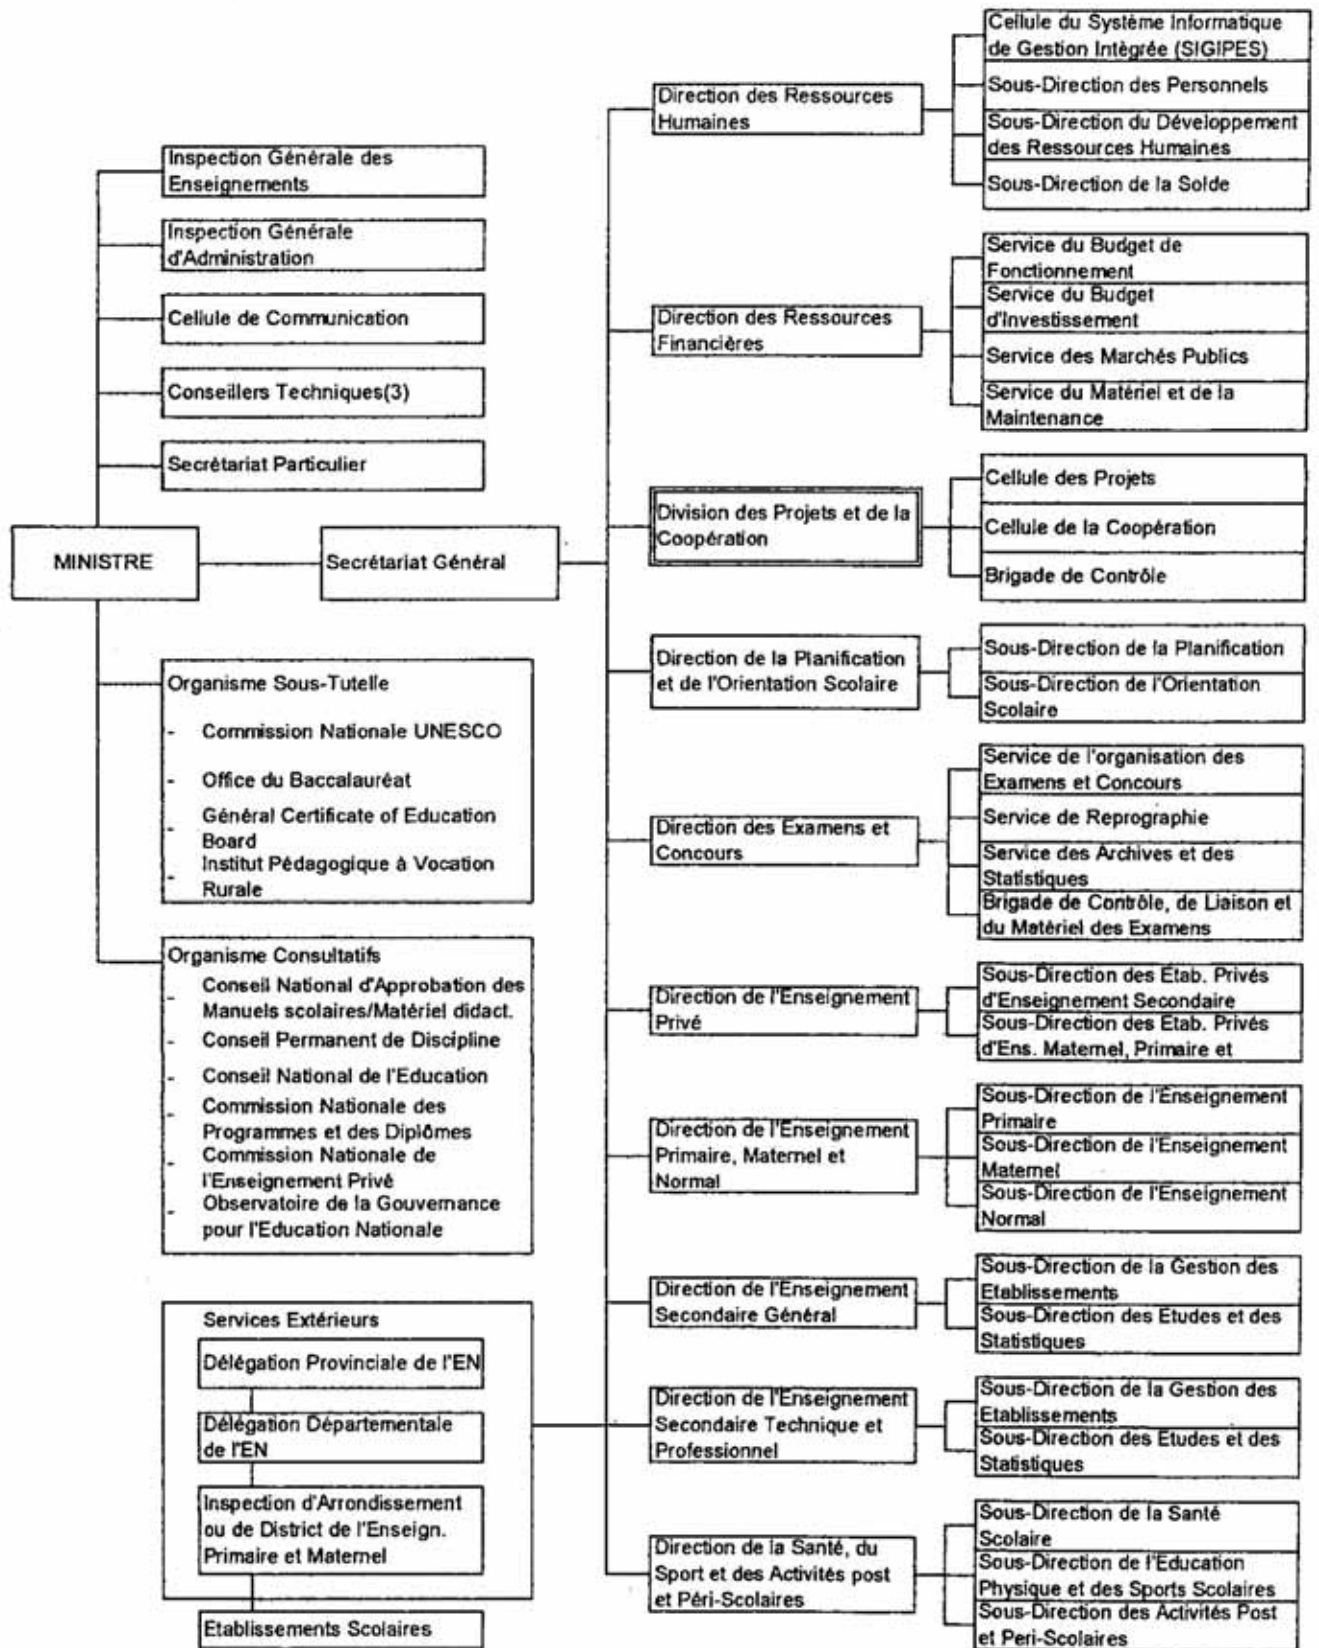 Inspection Générale des
Enseignements
Inspection Générale
d'Administration
Cellule de Communication
Conseillers Techniques(3)
Secrétariat Particulier
MINISTRE
Secrétariat Général
Organisme Sous-Tutelle
- Commission Nationale UNESCO
- Office du Baccalauréat
- Général Certificate of Education
Board
- Institut Pédagogique à Vocation
Rurale
Organisme Consultatifs
- Conseil National d'Approbation des
Manuels scolaires/Matériel didact.
- Conseil Permanent de Discipline
- Conseil National de l'Education
- Commission Nationale des
Programmes et des Diplômes
- Commission Nationale de
l'Enseignement Privé
- Observatoire de la Gouvernance
pour l'Education Nationale
Services Extérieurs
Délégation Provinciale de l'EN
Délégation Départementale
de l'EN
Inspection d'Arrondissement
ou de District de l'Enseign.
Primaire et Maternel
Etablissements Scolaires
Direction des Ressources
Humaines
Cellule du Système Informatique
de Gestion Intègrée (SIGIPES)
Sous-Direction des Personnels
Sous-Direction du Développement
des Ressources Humaines
Sous-Direction de la Solde
Direction des Ressources
Financières
Service du Budget de
Fonctionnement
Service du Budget
d'Investissement
Service des Marchés Publics
Service du Matériel et de la
Maintenance
Division des Projets et de la
Coopération
Cellule des Projets
Cellule de la Coopération
Brigade de Contrôle
Direction de la Planification
et de l'Orientation Scolaire
Sous-Direction de la Planification
Sous-Direction de l'Orientation
Scolaire
Direction des Examens et
Concours
Service de l'organisation des
Examens et Concours
Service de Reprographie
Service des Archives et des
Statistiques
Brigade de Contrôle, de Liaison et
du Matériel des Examens
Direction de l'Enseignement
Privé
Sous-Direction des Etab. Privés
d'Enseignement Secondaire
Sous-Direction des Etab. Privés
d'Ens. Maternel, Primaire et
Direction de l'Enseignement
Primaire, Maternel et
Normal
Sous-Direction de l'Enseignement
Primaire
Sous-Direction de l'Enseignement
Maternel
Sous-Direction de l'Enseignement
Normal
Direction de l'Enseignement
Secondaire Général
Sous-Direction de la Gestion des
Etablissements
Sous-Direction des Etudes et des
Statistiques
Direction de l'Enseignement
Secondaire Technique et
Professionnel
Sous-Direction de la Gestion des
Etablissements
Sous-Direction des Etudes et des
Statistiques
Direction de la Santé, du
Sport et des Activités post
et Péri-Scolaires
Sous-Direction de la Santé
Scolaire
Sous-Direction de l'Education
Physique et des Sports Scolaires
Sous-Direction des Activités Post
et Peri-Scolaires